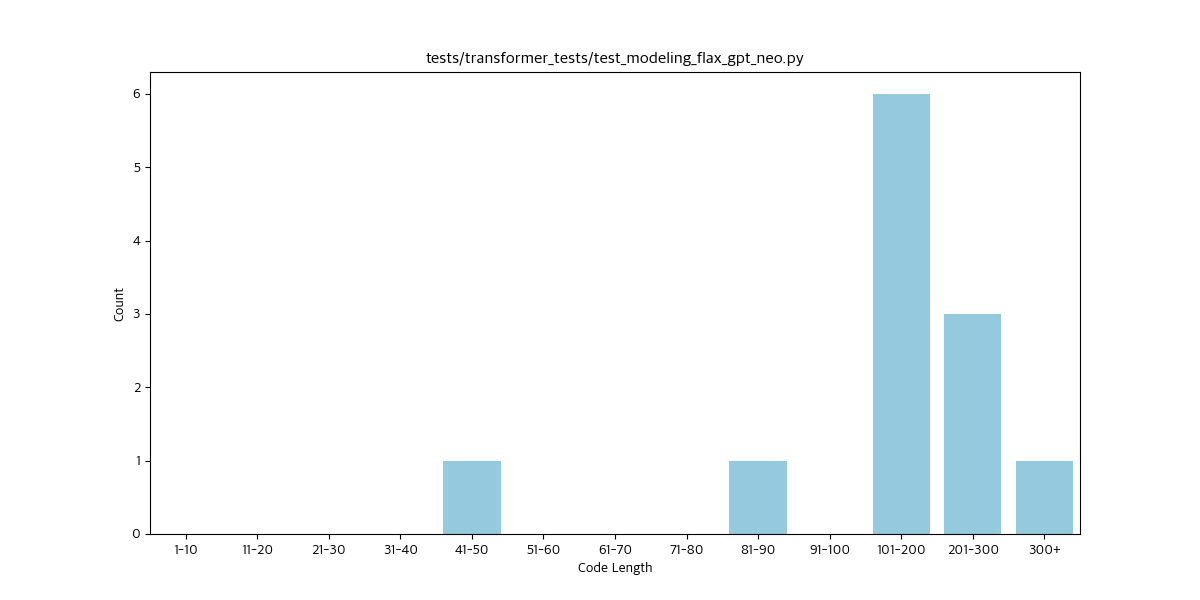 tests/transformer_tests/test_modeling_flax_gpt_neo.py
6
5
4
3
2
1
0
Count
1-10 11-20 21-30 31-40 41-50 51-60 61-70 71-80 81-90 91-100 101-200 201-300 300+
Code Length